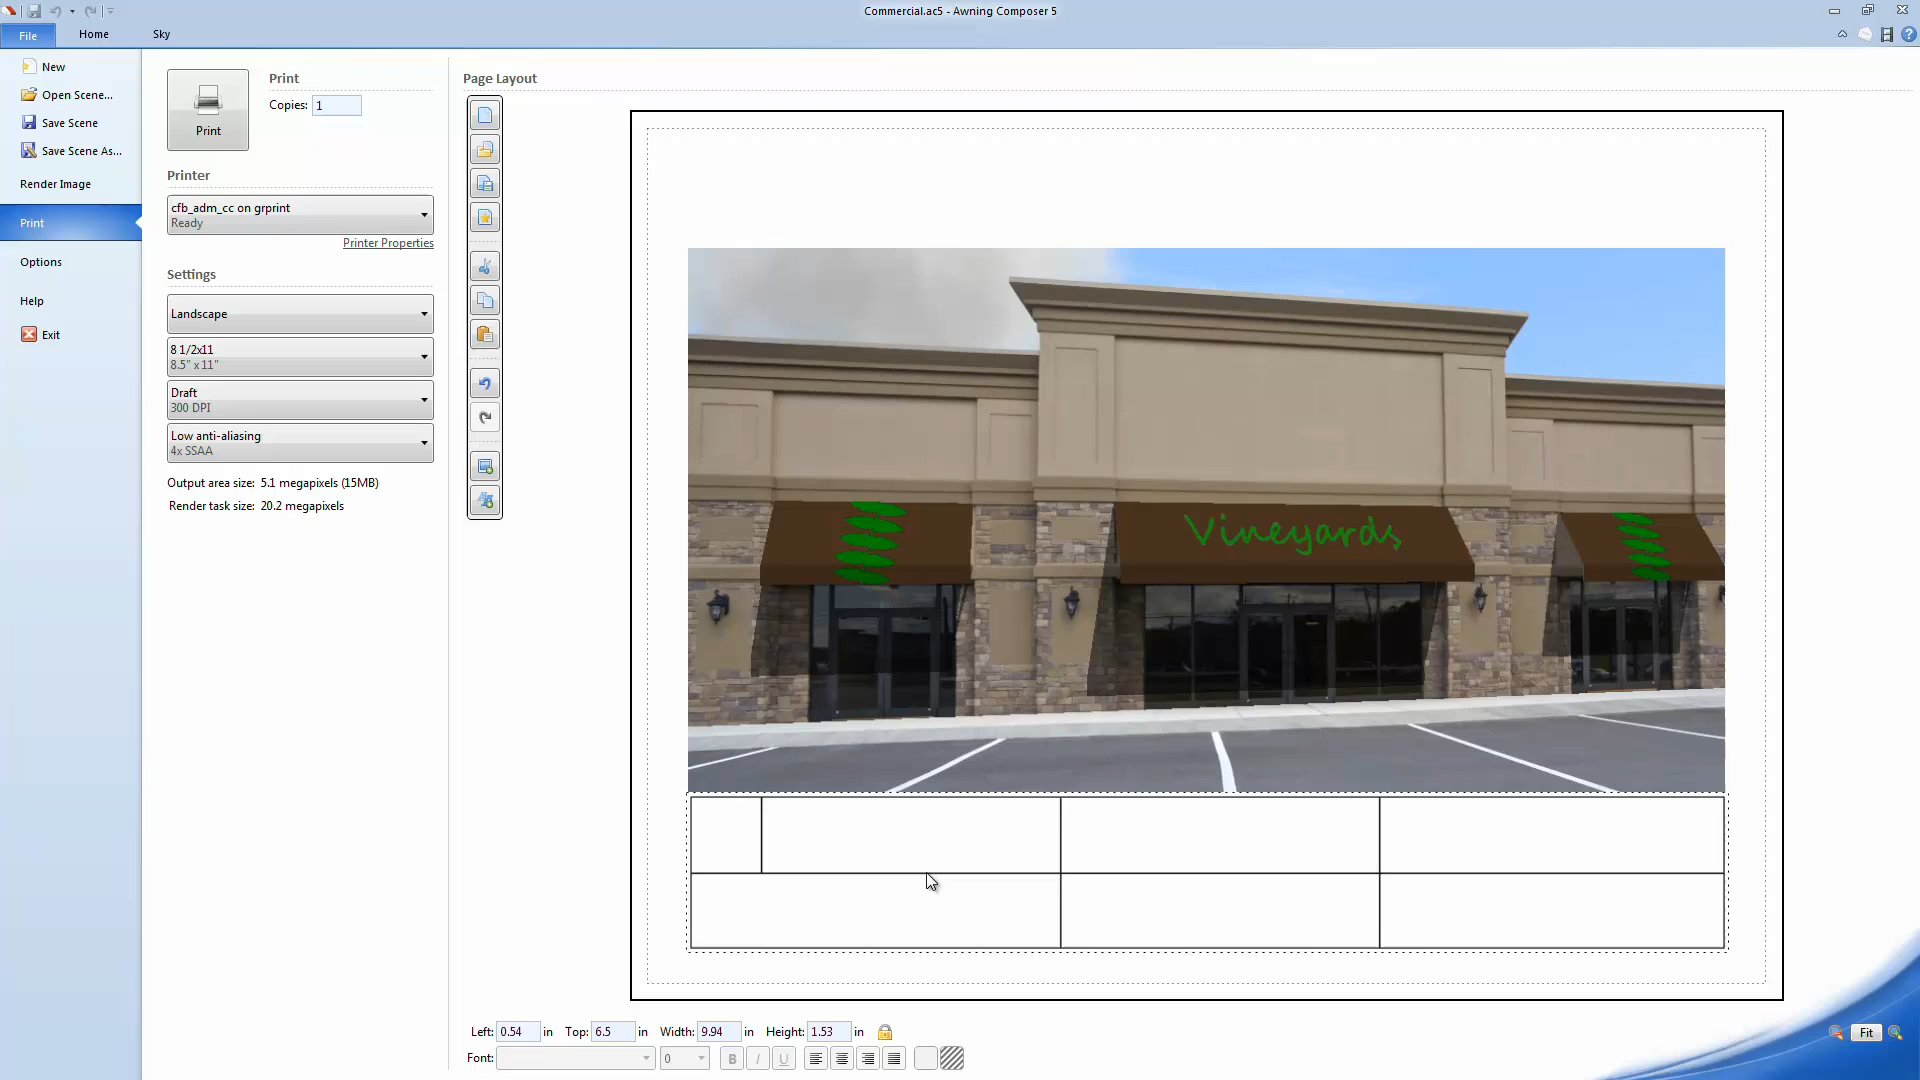 Commercial.ac5 - Awning Composer 5
File
Home
Sky
New
Open Scene...
Save Scene
Save Scene As...
Render Image
Print
Options
Help
Exit
Print
Print
Copies: 1
Printer
cfb_adm_cc on grprint
Ready
Printer Properties
Settings
Landscape
8 1/2x11
8.5" x 11"
Draft
300 DPI
Low anti-aliasing
4x SSAA
Output area size: 5.1 megapixels (15MB)
Render task size: 20.2 megapixels
Page Layout
Vineyards
Left: 0.54 in Top: 6.5 in Width: 9.94 in Height: 1.53 in
Font: 0 B I U
Fit